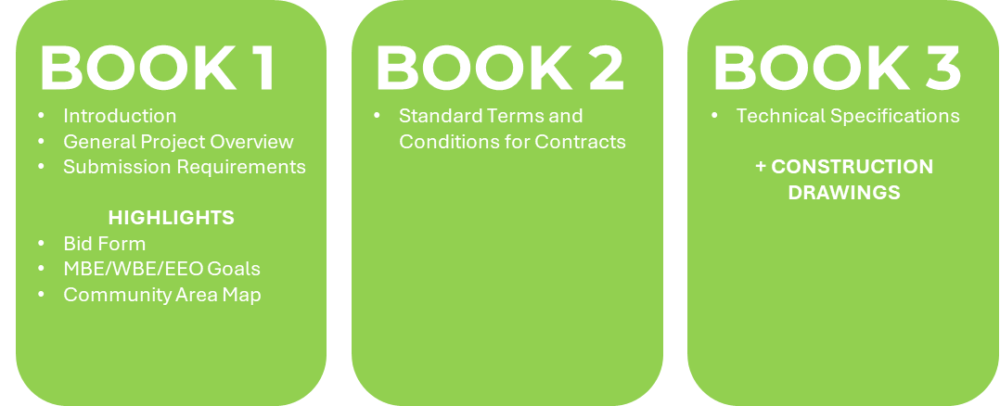 BOOK 1
• Introduction
• General Project Overview
• Submission Requirements
HIGHLIGHTS
• Bid Form
• MBE/WBE/EEO Goals
• Community Area Map
BOOK 2
• Standard Terms and
Conditions for Contracts
BOOK 3
• Technical Specifications
+ CONSTRUCTION
DRAWINGS